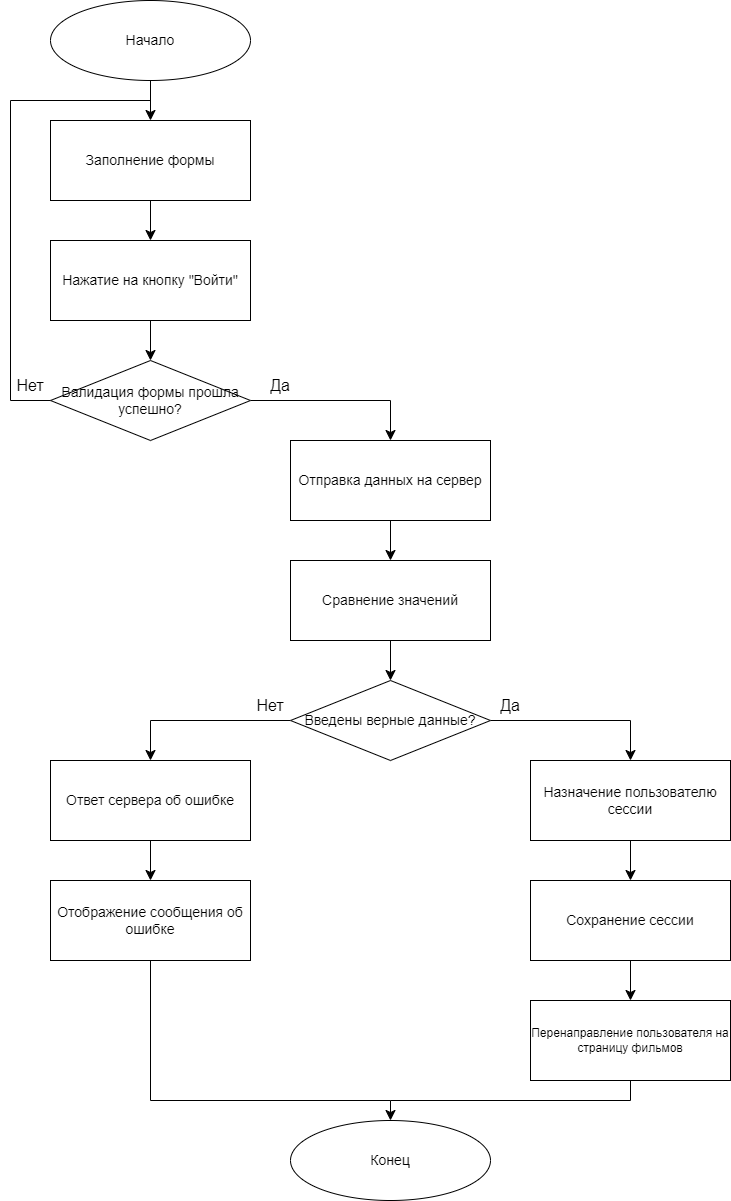 Начало
Заполнение формы
Нажатие на кнопку "Войти"
Нет
Да
Валидация формы прошла
успешно?
Отправка данных на сервер
Сравнение значений
Нет
Да
Введены верные данные?
Ответ сервера об ошибке
Назначение пользователю
сессии
Отображение сообщения об
ошибке
Сохранение сессии
Перенаправление пользователя на
страницу фильмов
Конец